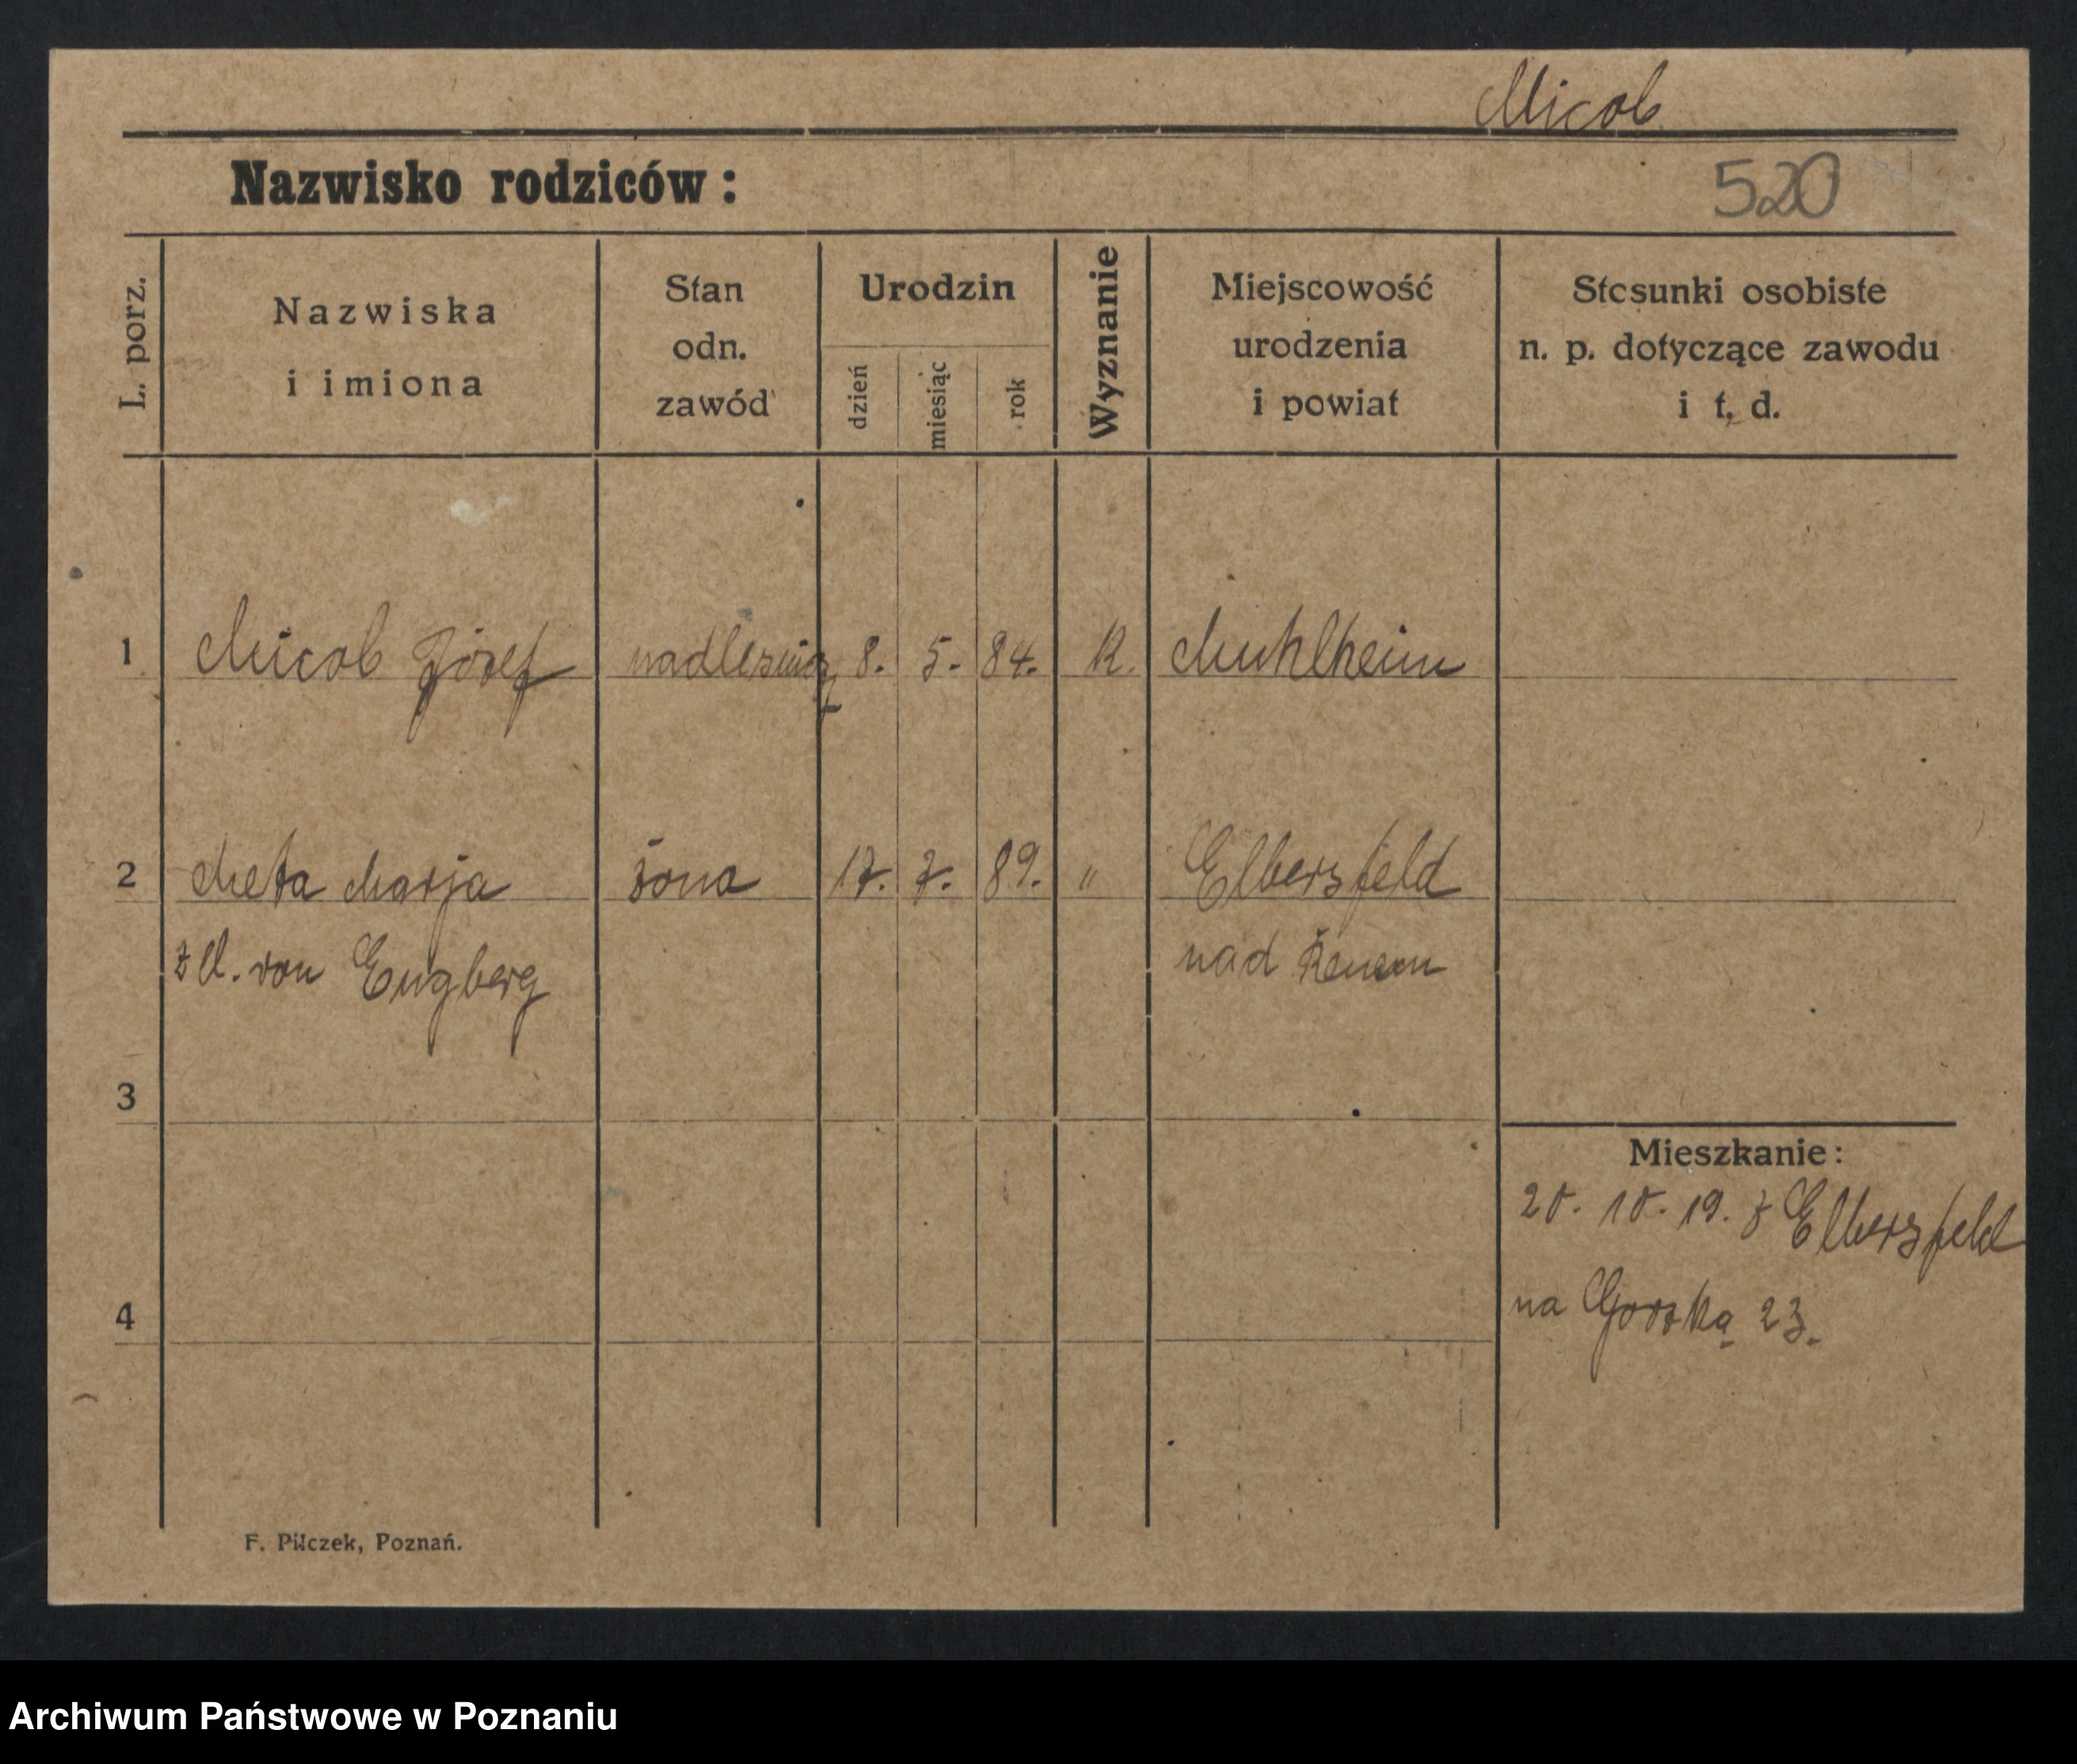 Micob
Nazwisko rodziców:
520
L. porz.
Nazwiska
i imiona
Stan
odn.
zawód
Urodzin
dzień
miesiąc
rok
Wyznanie
Miejscowość
urodzenia
i powiat
Stosunki osobiste
n. p. dotyczące zawodu
i t. d.
1 Micob Józef nadleśnicz 8. 5. 84. K. Muhlheim
2 Meta Marja żona 17. 7. 89. " Elbersfeld
z d. von Engberg nad Renem
3
Mieszkanie:
20. 10. 19. z Elbersfeld
4
na Gorską 23.
F. Pilczek, Poznań.
Archiwum Państwowe w Poznaniu